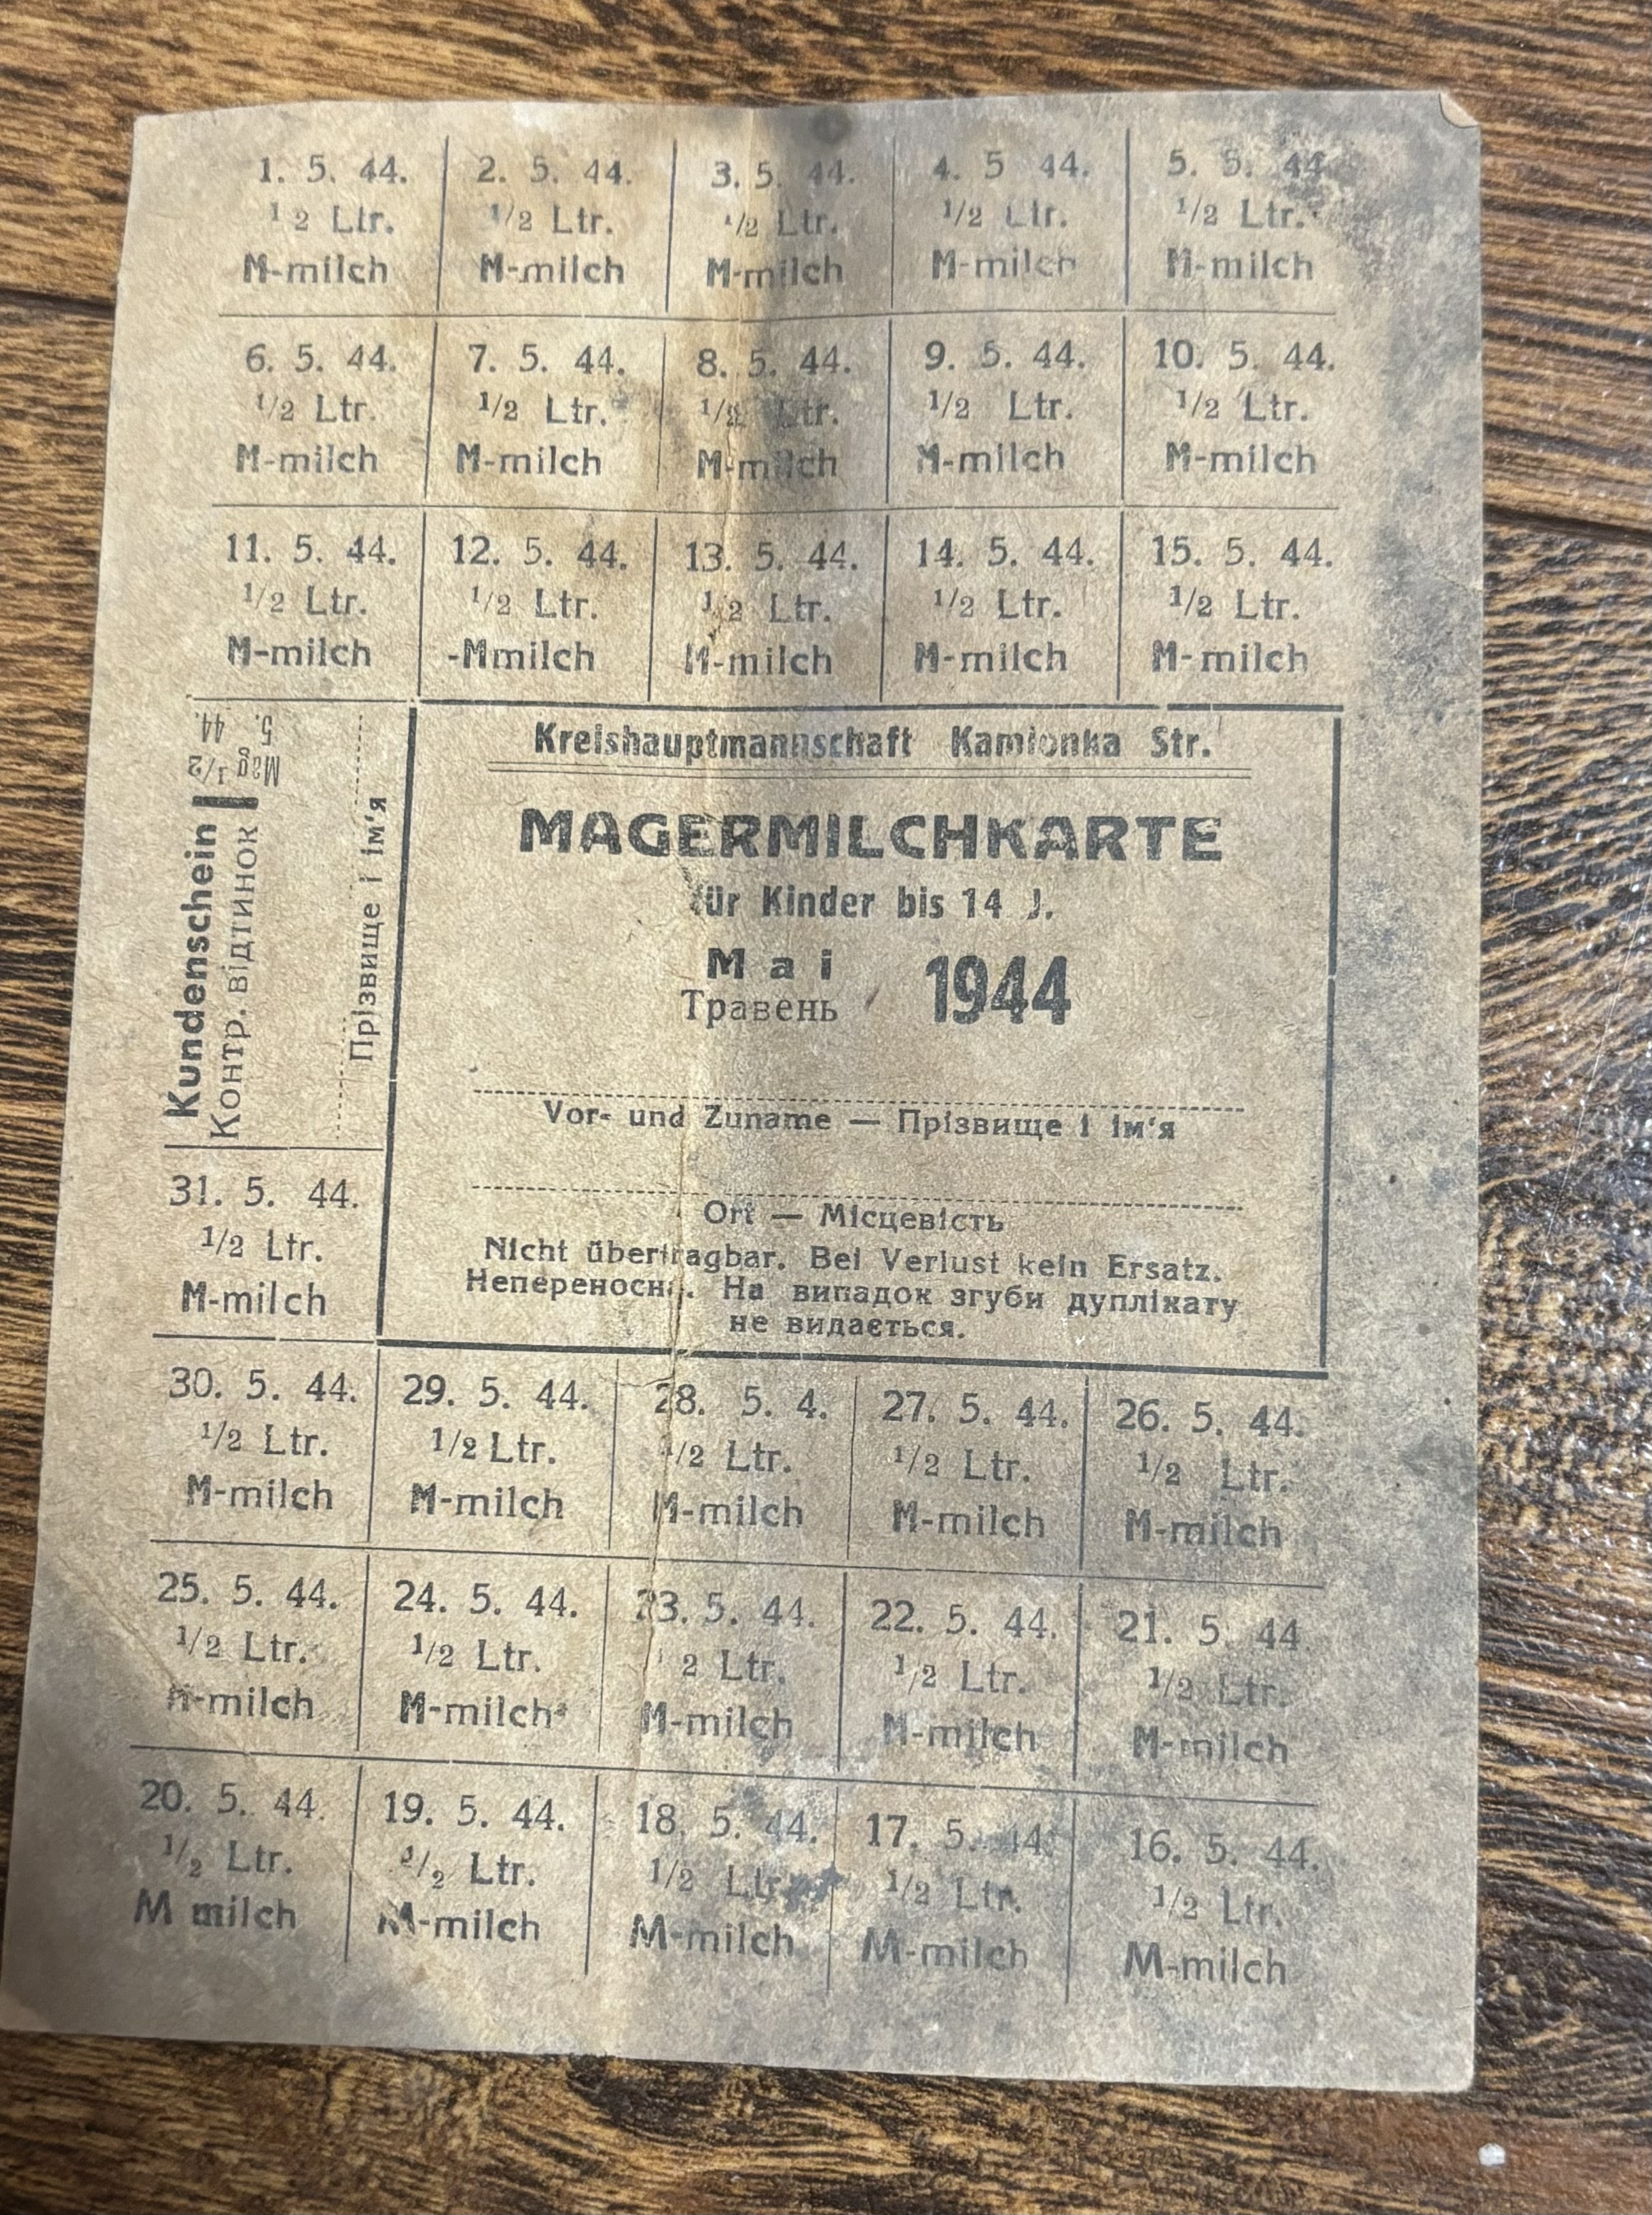 1. 5. 44.
1 2 Ltr.
M-milch
2. 5. 44.
1/2 Ltr.
M-milch
3. 5 44.
1/2 Ltr.
M-milch
4. 5 44.
1/2 Ltr.
M-milch
5. 5. 44
1/2 Ltr.
M-milch
6. 5. 44.
1/2 Ltr.
M-milch
7. 5. 44.
1/2 Ltr.
M-milch
8. 5. 44.
1/2 Ltr.
M-milch
9. 5. 44.
1/2 Ltr.
M-milch
10. 5. 44.
1/2 Ltr.
M-milch
11. 5. 44.
1/2 Ltr.
M-milch
12. 5. 44.
1/2 Ltr.
-Mmilch
13. 5. 44.
1/2 Ltr.
M-milch
14. 5. 44.
1/2 Ltr.
M-milch
15. 5. 44.
1/2 Ltr.
M-milch
Mag 1/2
5. 44.
Kundenschein
Контр. відтинок
Прізвище і ім'я
Kreishauptmannschaft Kamionka Str.
MAGERMILCHKARTE
für Kinder bis 14 J.
Mai 1944
Травень
Vor- und Zuname — Прізвище і ім'я
Ort — Місцевість
Nicht übertragbar. Bei Verlust kein Ersatz.
Непереносна. На випадок згуби дуплікату
не видається.
31. 5. 44.
1/2 Ltr.
M-milch
30. 5. 44.
1/2 Ltr.
M-milch
29. 5. 44.
1/2 Ltr.
M-milch
28. 5. 4.
1/2 Ltr.
M-milch
27. 5. 44.
1/2 Ltr.
M-milch
26. 5. 44.
1/2 Ltr.
M-milch
25. 5. 44.
1/2 Ltr.
M-milch
24. 5. 44.
1/2 Ltr.
M-milch
23. 5. 44.
2 Ltr.
M-milch
22. 5. 44.
1/2 Ltr.
M-milch
21. 5 44
1/2 Ltr.
M-milch
20. 5. 44.
1/2 Ltr.
M milch
19. 5. 44.
1/2 Ltr.
M-milch
18. 5. 44.
1/2 Ltr.
M-milch
17. 5. 44.
1/2 Ltr.
M-milch
16. 5. 44.
1/2 Ltr.
M-milch